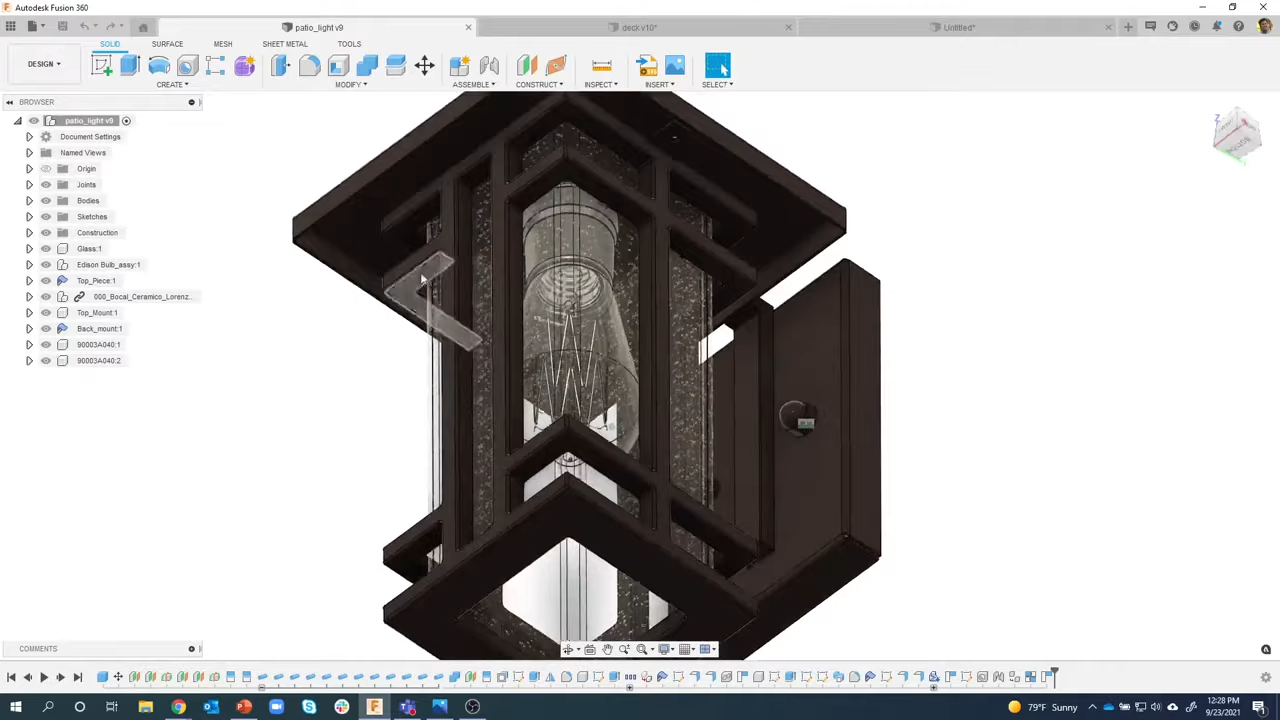 Autodesk Fusion 360
patio_light v9
deck v10*
Untitled*
SOLID
SURFACE
MESH
SHEET METAL
TOOLS
DESIGN
CREATE
MODIFY
ASSEMBLE
CONSTRUCT
INSPECT
INSERT
SELECT
BROWSER
patio_light v9
Document Settings
Named Views
Origin
Joints
Bodies
Sketches
Construction
Glass:1
Edison Bulb_assy:1
Top_Piece:1
000_Bocal_Ceramico_Lorenz...
Top_Mount:1
Back_mount:1
90003A040:1
90003A040:2
Z
COMMENTS
79°F Sunny
12:28 PM
9/23/2021